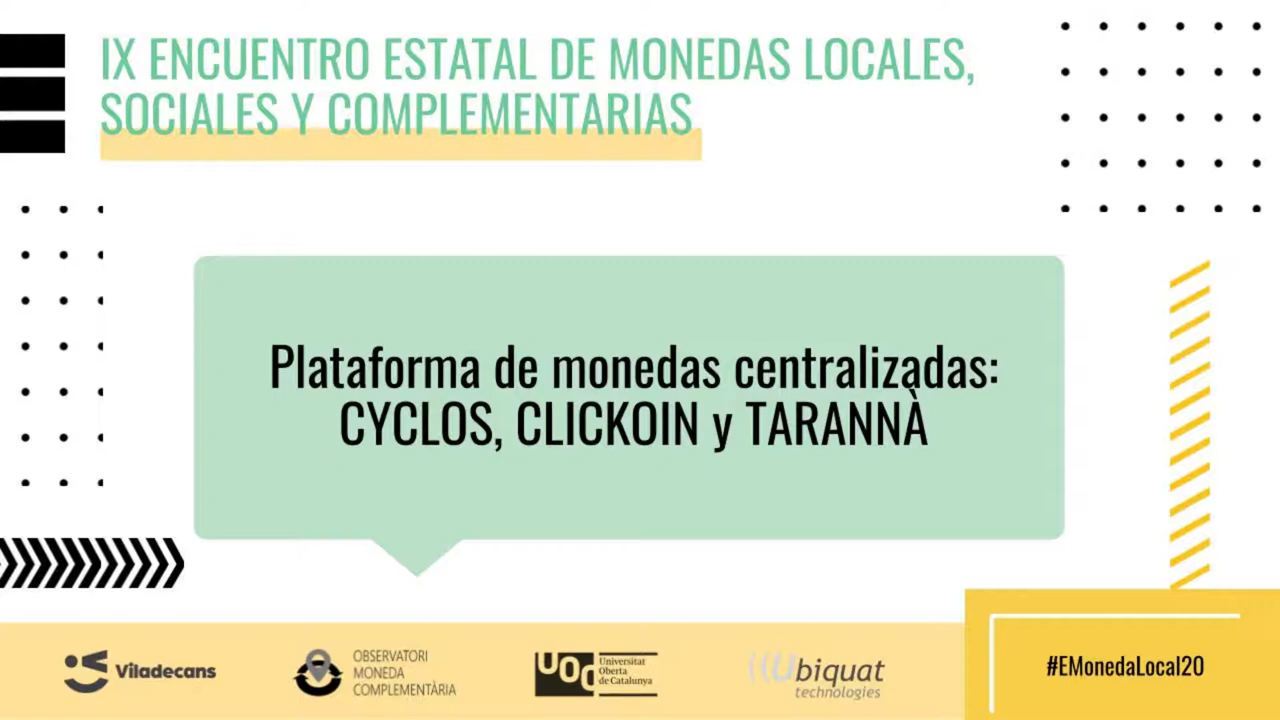 IX ENCUENTRO ESTATAL DE MONEDAS LOCALES,
SOCIALES Y COMPLEMENTARIAS
Plataforma de monedas centralizadas:
CYCLOS, CLICKOIN y TARANNÀ
Viladecans
OBSERVATORI
MONEDA
COMPLEMENTÀRIA
UOC
Universitat
Oberta
de Catalunya
Ubiquat
technologies
#EMonedaLocal20